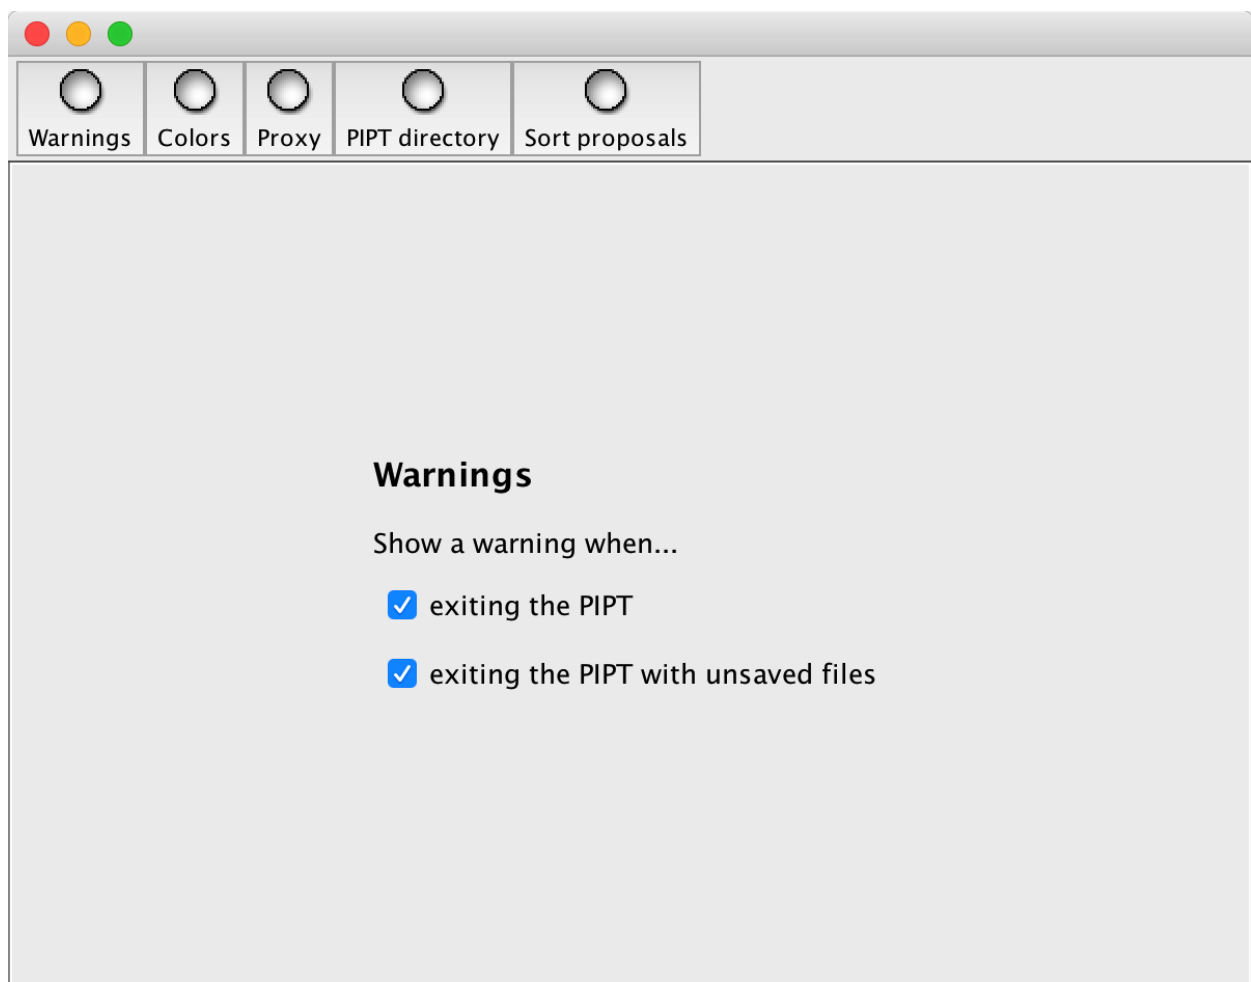 Warnings Colors Proxy PIPT directory Sort proposals
Warnings
Show a warning when...
exiting the PIPT
exiting the PIPT with unsaved files